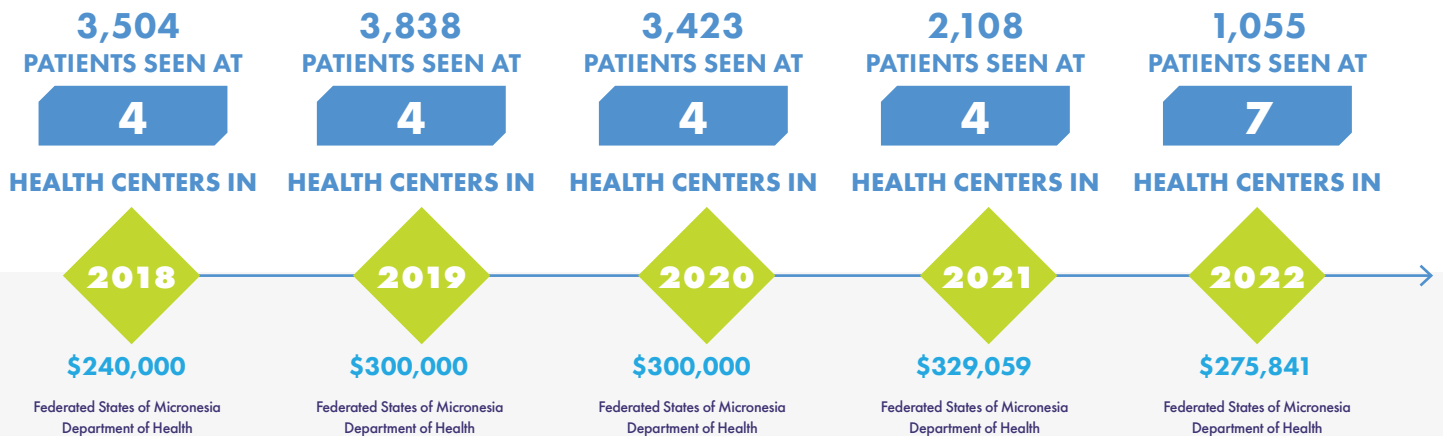 3,504
PATIENTS SEEN AT
4
HEALTH CENTERS IN
2018
$240,000
Federated States of Micronesia
Department of Health
3,838
PATIENTS SEEN AT
4
HEALTH CENTERS IN
2019
$300,000
Federated States of Micronesia
Department of Health
3,423
PATIENTS SEEN AT
4
HEALTH CENTERS IN
2020
$300,000
Federated States of Micronesia
Department of Health
2,108
PATIENTS SEEN AT
4
HEALTH CENTERS IN
2021
$329,059
Federated States of Micronesia
Department of Health
1,055
PATIENTS SEEN AT
7
HEALTH CENTERS IN
2022
$275,841
Federated States of Micronesia
Department of Health